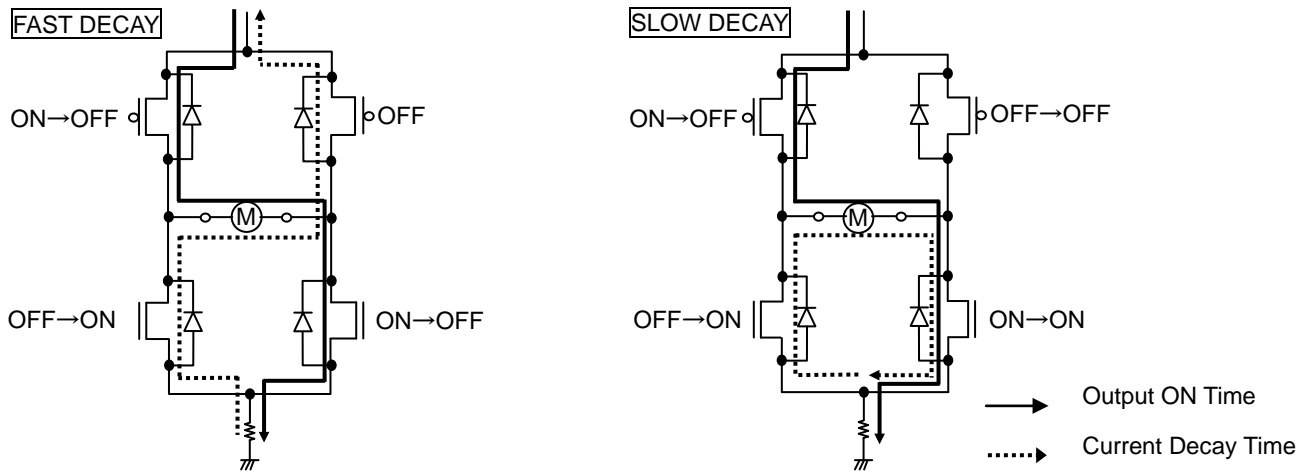 FAST DECAY
ON→OFF
OFF
M
OFF→ON
ON→OFF
SLOW DECAY
ON→OFF
OFF→OFF
M
OFF→ON
ON→ON
Output ON Time
Current Decay Time